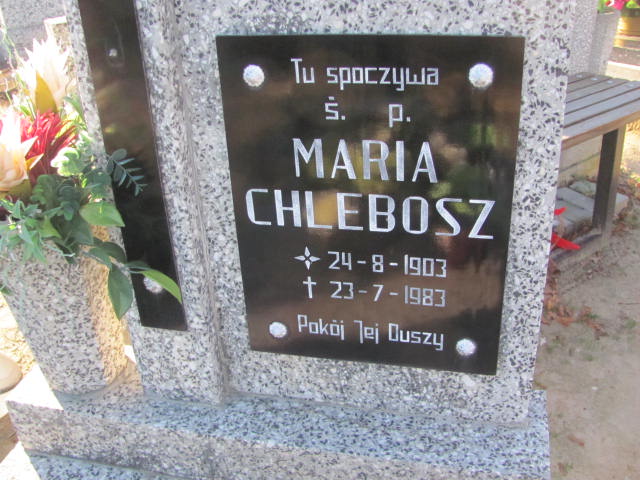 Tu spoczywa
ś. p.
MARIA
CHLEBOSZ
24-8-1903
† 23-7-1983
Pokój Jej Duszy